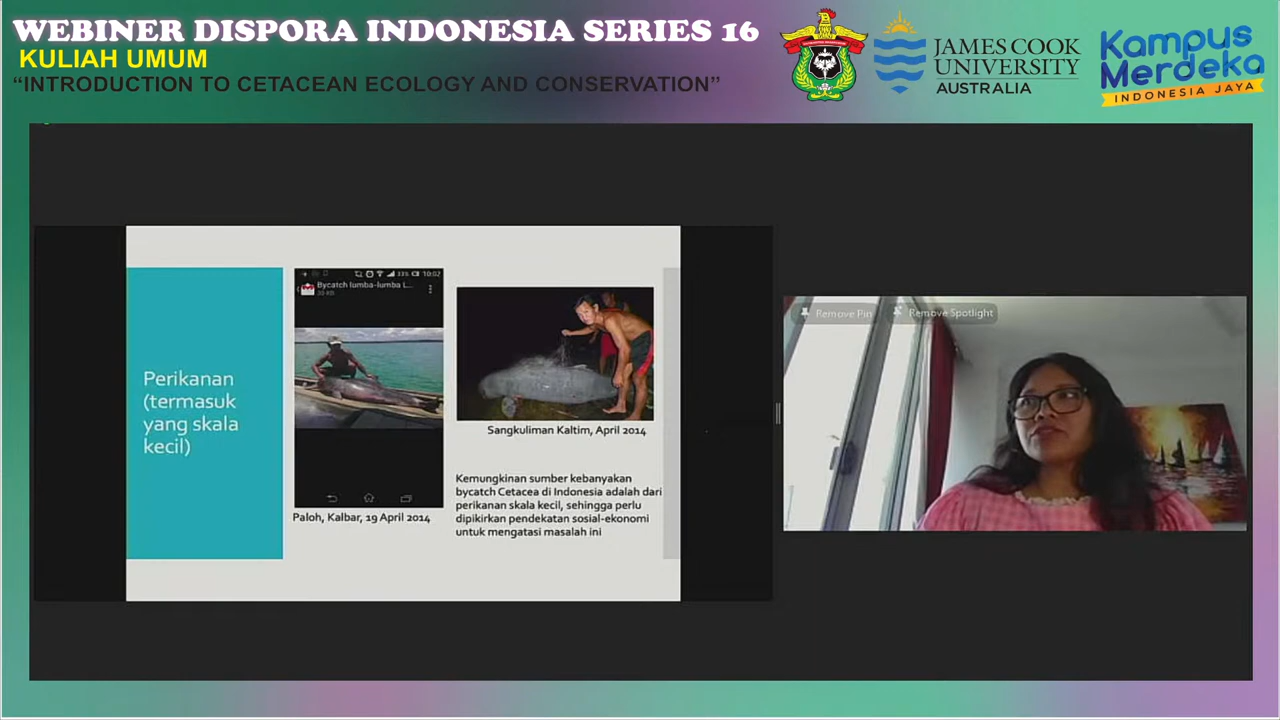 WEBINER DISPORA INDONESIA SERIES 16
KULIAH UMUM
“INTRODUCTION TO CETACEAN ECOLOGY AND CONSERVATION”
JAMES COOK
UNIVERSITY
AUSTRALIA
Kampus
Merdeka
INDONESIA JAYA
Perikanan
(termasuk
yang skala
kecil)
33% 10:02
Bycatch lumba-lumba L...
Paloh, Kalbar, 19 April 2014
Sangkuliman Kaltim, April 2014
Kemungkinan sumber kebanyakan
bycatch Cetacea di Indonesia adalah dari
perikanan skala kecil, sehingga perlu
dipikirkan pendekatan sosial-ekonomi
untuk mengatasi masalah ini
Remove Pin
Remove Spotlight